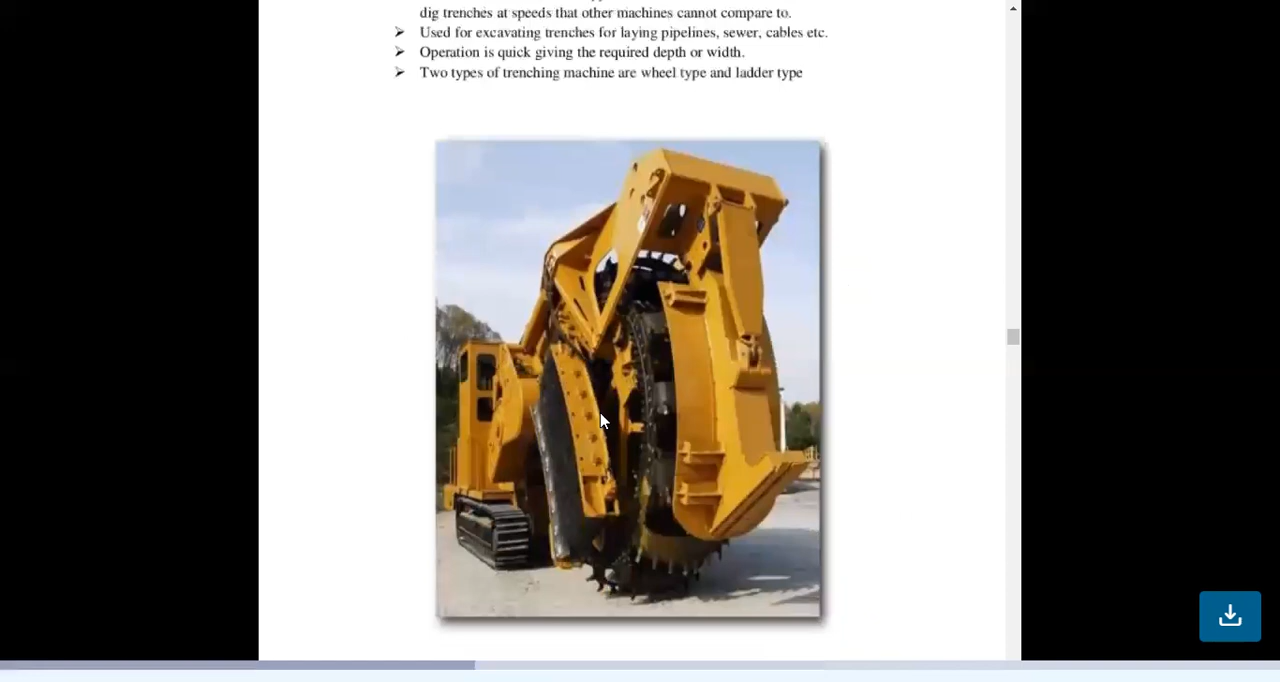 dig trenches at speeds that other machines cannot compare to.
➢ Used for excavating trenches for laying pipelines, sewer, cables etc.
➢ Operation is quick giving the required depth or width.
➢ Two types of trenching machine are wheel type and ladder type